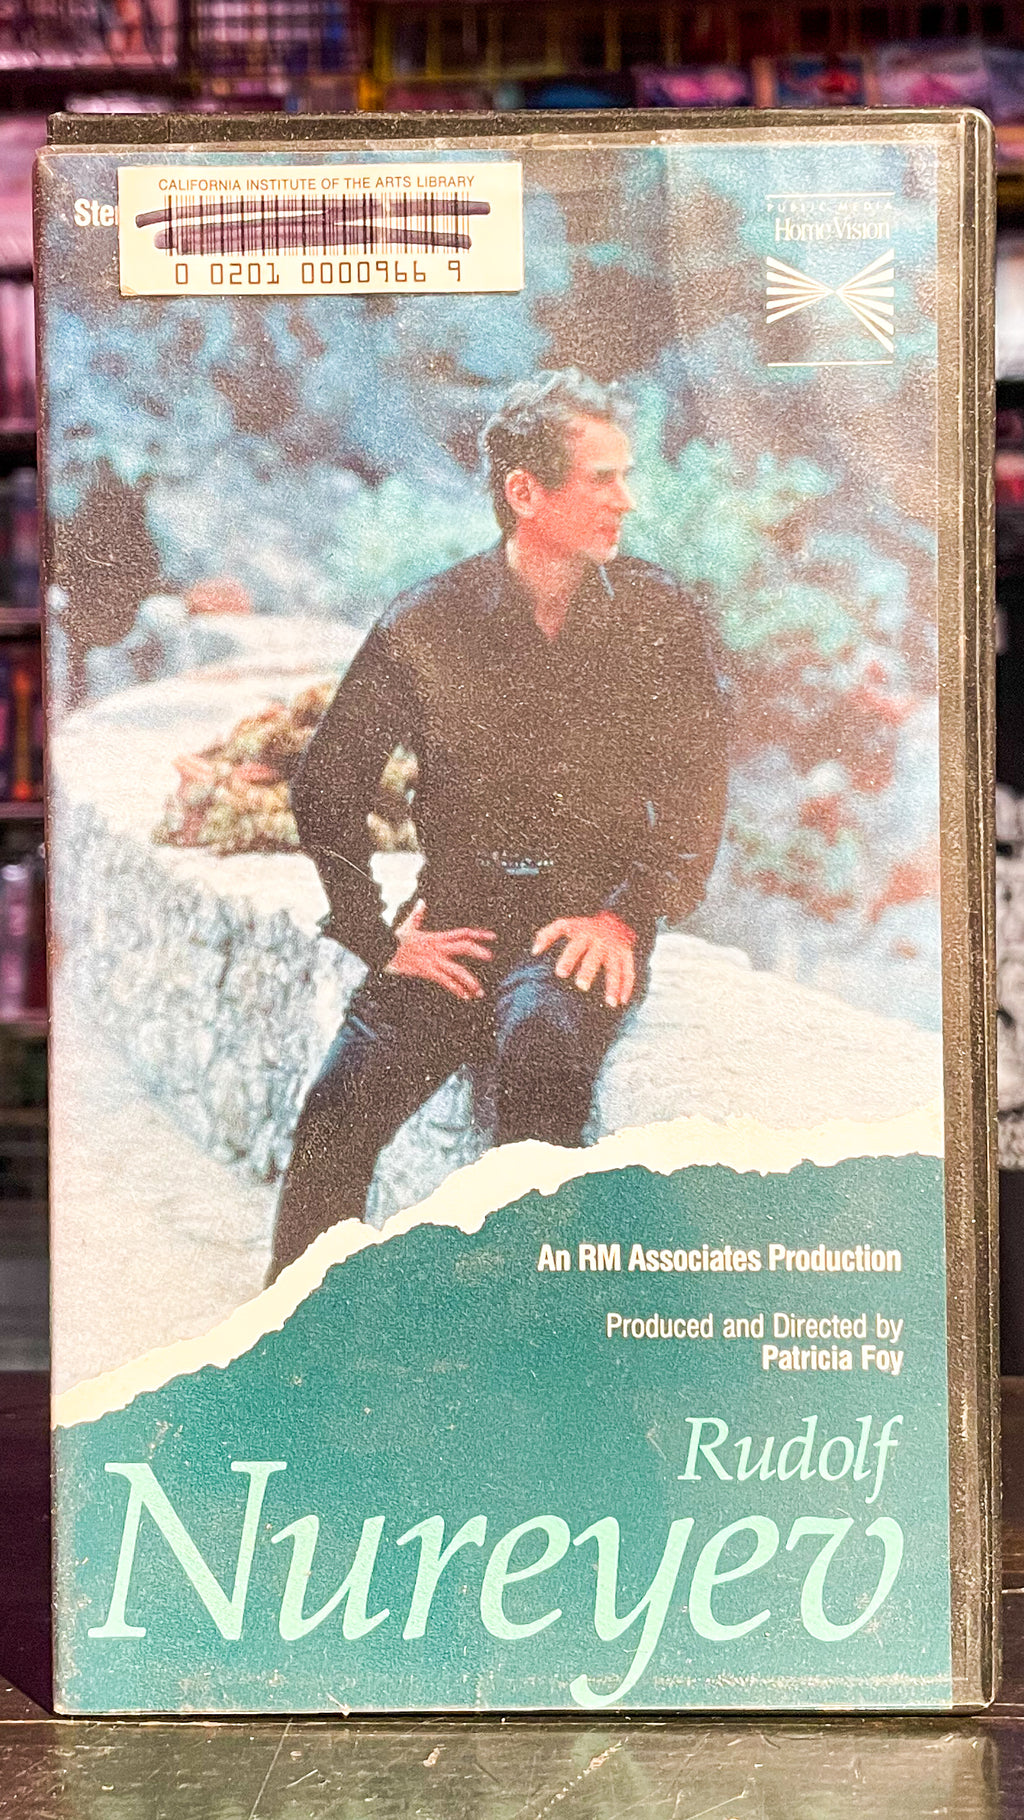 CALIFORNIA INSTITUTE OF THE ARTS LIBRARY
0 0201 0000966 9
PUBLIC MEDIA
Home Vision
An RM Associates Production
Produced and Directed by
Patricia Foy
Rudolf
Nureyev